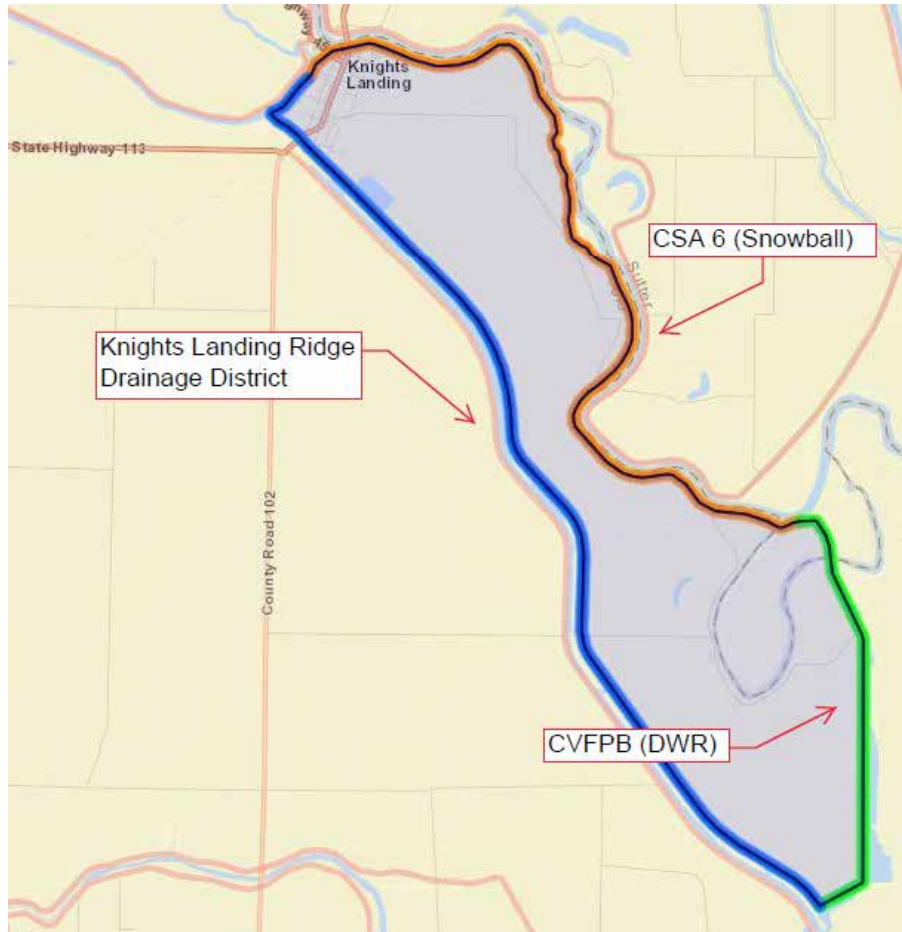 Knights
Landing
State Highway 113
CSA 6 (Snowball)
Sutter
Knights Landing Ridge
Drainage District
County Road 102
CVFPB (DWR)